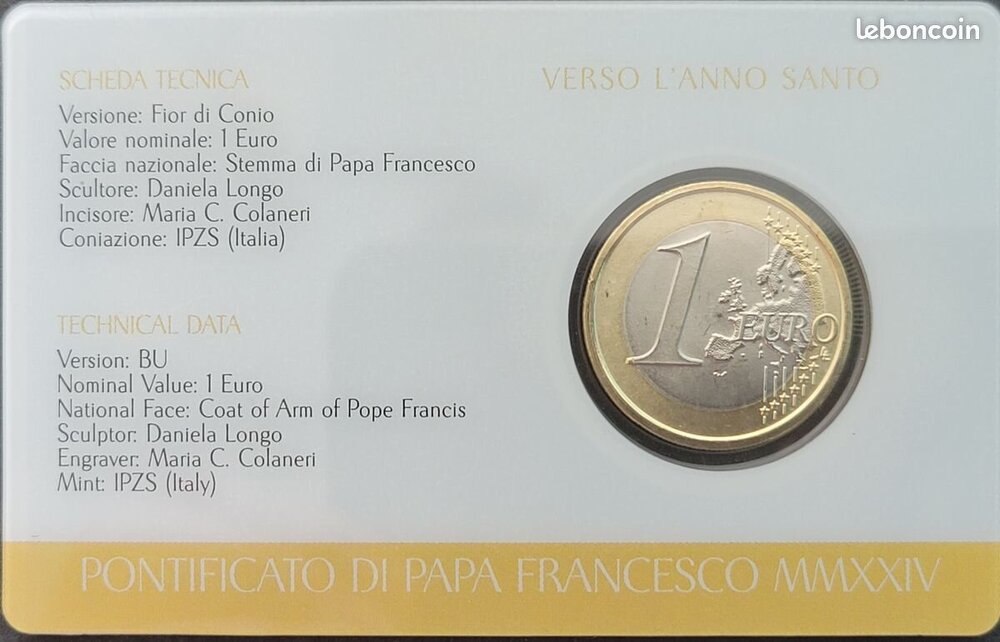 leboncoin
SCHEDA TECNICA
Versione: Fior di Conio
Valore nominale: 1 Euro
Faccia nazionale: Stemma di Papa Francesco
Scultore: Daniela Longo
Incisore: Maria C. Colaneri
Coniazione: IPZS (Italia)
TECHNICAL DATA
Version: BU
Nominal Value: 1 Euro
National Face: Coat of Arm of Pope Francis
Sculptor: Daniela Longo
Engraver: Maria C. Colaneri
Mint: IPZS (Italy)
VERSO L'ANNO SANTO
1
EURO
PONTIFICATO DI PAPA FRANCESCO MMXXIV